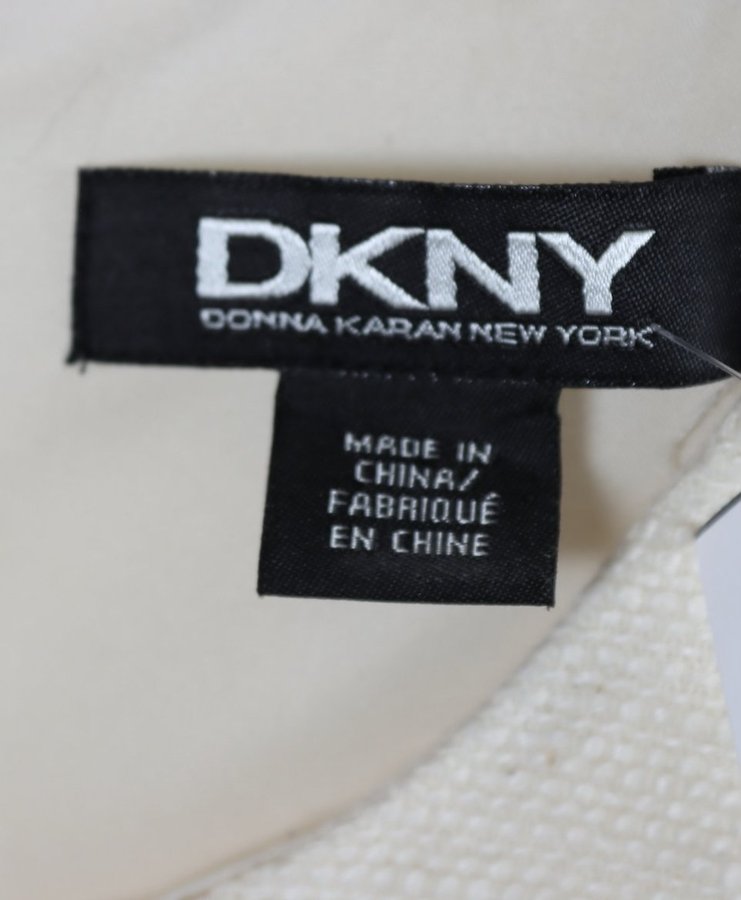 DKNY
DONNA KARAN NEW YORK
MADE IN
CHINA/
FABRIQUÉ
EN CHINE